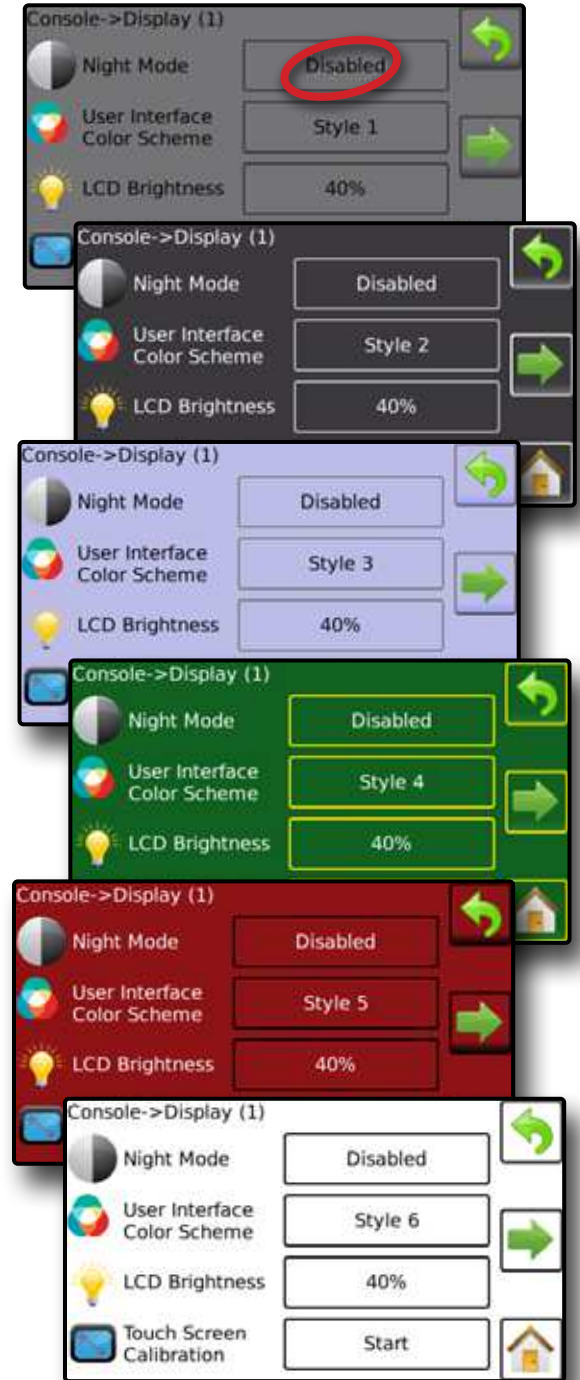 Console->Display (1)
Night Mode
Disabled
User Interface
Color Scheme
Style 1
LCD Brightness
40%
Console->Display (1)
Night Mode
Disabled
User Interface
Color Scheme
Style 2
LCD Brightness
40%
Console->Display (1)
Night Mode
Disabled
User Interface
Color Scheme
Style 3
LCD Brightness
40%
Console->Display (1)
Night Mode
Disabled
User Interface
Color Scheme
Style 4
LCD Brightness
40%
Console->Display (1)
Night Mode
Disabled
User Interface
Color Scheme
Style 5
LCD Brightness
40%
Console->Display (1)
Night Mode
Disabled
User Interface
Color Scheme
Style 6
LCD Brightness
40%
Touch Screen
Calibration
Start